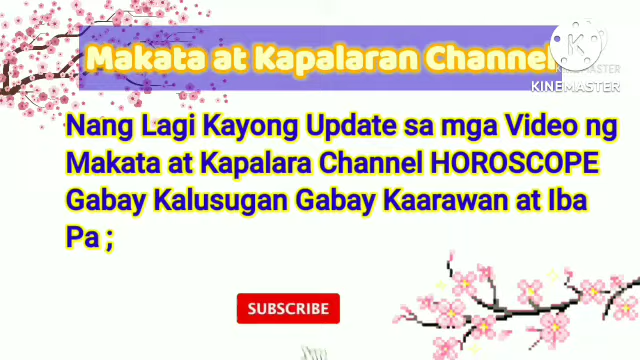 Makata at Kapalaran Channel
KINEMASTER
KINEMASTER
Nang Lagi Kayong Update sa mga Video ng
Makata at Kapalara Channel HOROSCOPE
Gabay Kalusugan Gabay Kaarawan at Iba
Pa ;
SUBSCRIBE